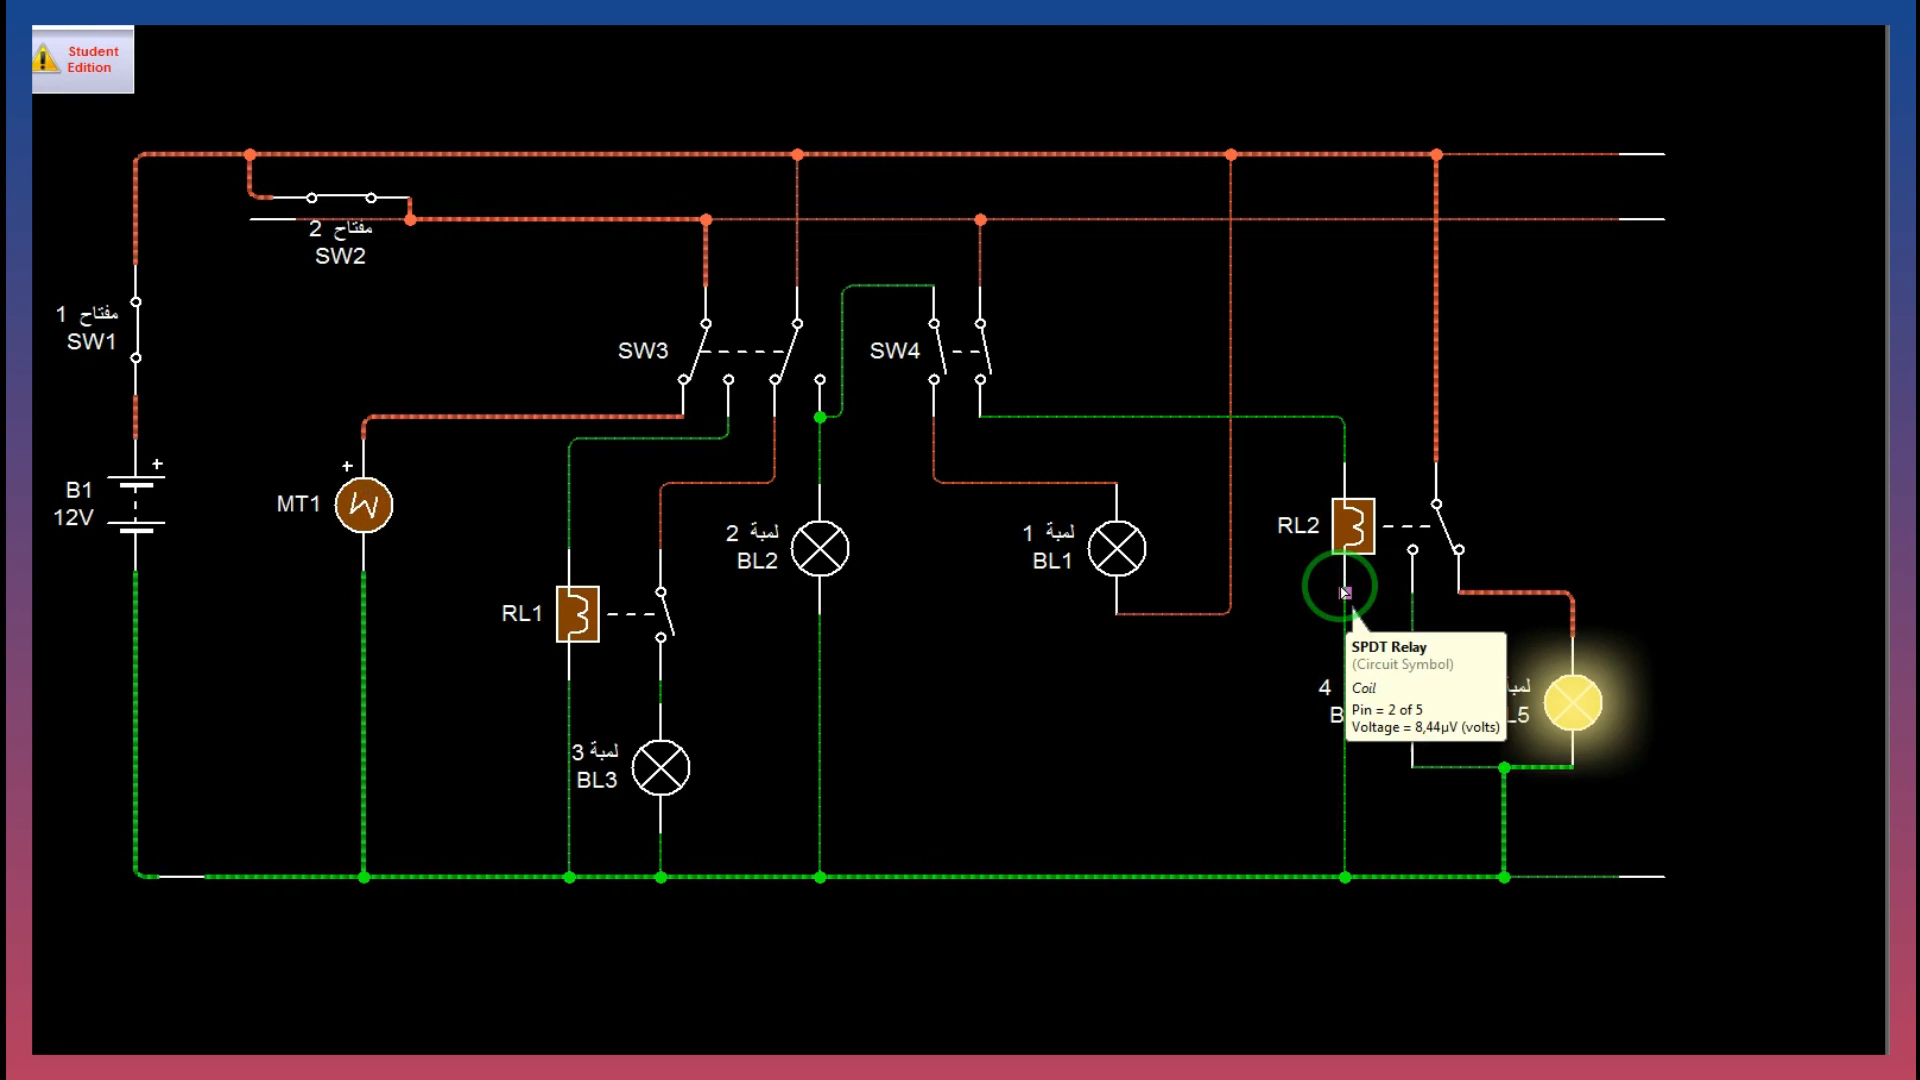 Student
Edition
مفتاح 2
SW2
مفتاح 1
SW1
SW3
SW4
+
B1
12V
+
MT1
لمبة 2
BL2
لمبة 1
BL1
RL2
RL1
لمبة 3
BL3
4
B
SPDT Relay
(Circuit Symbol)
Coil
Pin = 2 of 5
Voltage = 8,44µV (volts)
L5